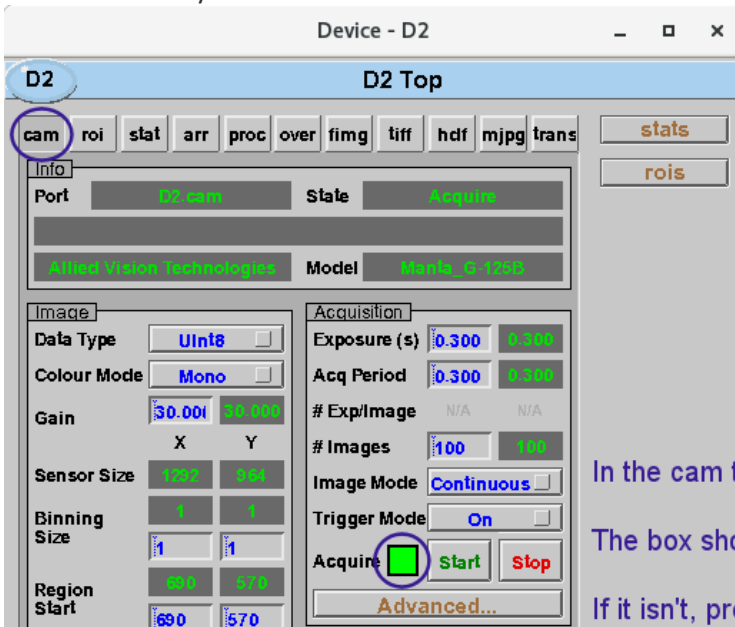 Device - D2
D2 D2 Top
cam roi stat arr proc over fimg tiff hdf mjpg trans stats
rois
Info
Port D2.cam State Acquire
Allied Vision Technologies Model Manta_G-125B
Image
Data Type UInt8
Colour Mode Mono
Gain 30.00 30.000
X Y
Sensor Size 1292 964
Binning 1 1
Size 1 1
Region 690 570
Start 690 570
Acquisition
Exposure (s) 0.300 0.300
Acq Period 0.300 0.300
# Exp/Image N/A N/A
# Images 100 100
Image Mode Continuous
Trigger Mode On
Acquire Start Stop
Advanced...
In the cam
The box
If it isn't,